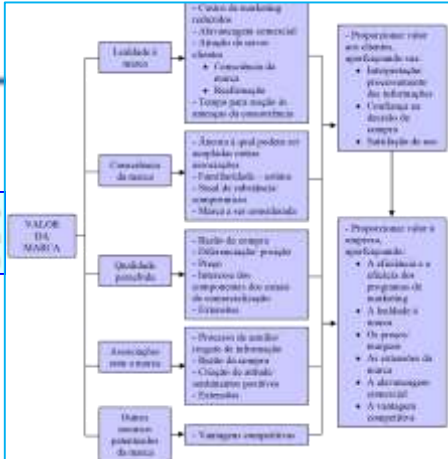 VALOR
DA
MARCA
Lealdade à
marca
- Custos de marketing
reduzidos
- Alavancagem comercial
- Atração de novos
clientes
• Consciência da
marca
• Reafirmação
- Tempo para reação às
ameaças da concorrência
Consciência
da marca
- Âncora à qual podem ser
acopladas outras
associações
- Familiaridade – estima
- Sinal de substância/
compromisso
- Marca a ser considerada
Qualidade
percebida
- Razão de compra
- Diferenciação/ posição
- Preço
- Interesse dos
componentes dos canais
de comercialização
- Extensões
Associações
com a marca
- Processo de auxílio/
resgate de informação
- Razão de compra
- Criação de atitude/
sentimentos positivos
- Extensões
Outros
da marca
- Vantagens competitivas
- Proporcionar valor
aos clientes,
aperfeiçoando sua:
• Interpretação/
processamento
das informações
• Confiança na
decisão de
compra
• Satisfação de uso
- Proporcionar valor à
empresa,
aperfeiçoando:
• A eficiência e a
eficácia dos
programas de
marketing
• A lealdade à
marca
• Os preços/
margens
• As extensões da
marca
• A alavancagem
comercial
• A vantagem
competitiva